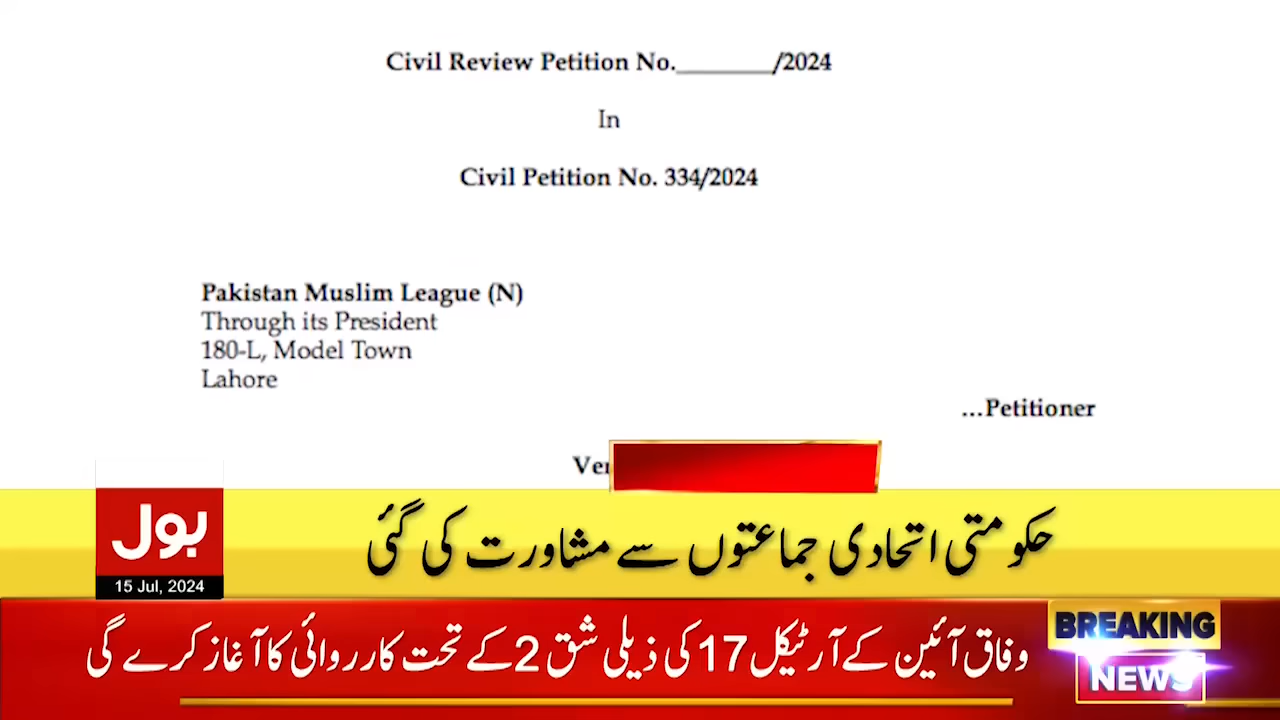 Civil Review Petition No.________/2024
In
Civil Petition No. 334/2024
Pakistan Muslim League (N)
Through its President
180-L, Model Town
Lahore
...Petitioner
حکومتی اتحادی جماعتوں سے مشاورت کی گئی
بول
15 Jul, 2024
BREAKING
NEWS
وفاق آئین کے آرٹیکل 17 کی ذیلی شق 2 کے تحت کارروائی کا آغاز کرے گی